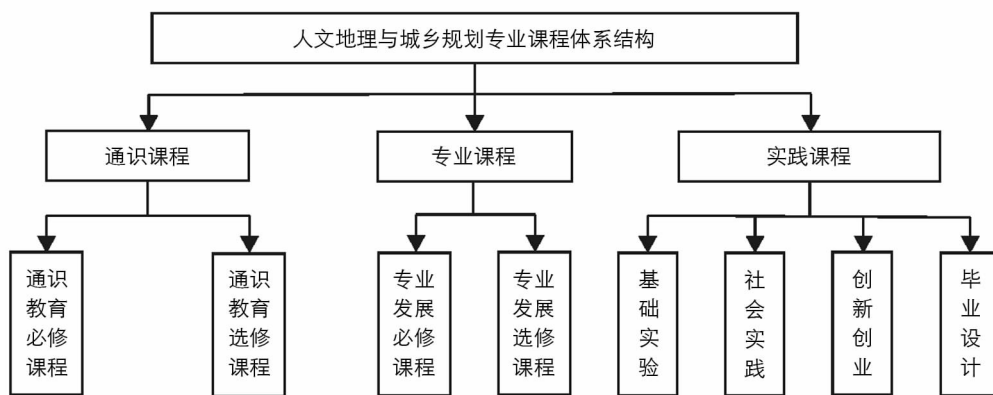 人文地理与城乡规划专业课程体系结构
通识课程
专业课程
实践课程
通识
教育
必修
课程
通识
教育
选修
课程
专业
发展
必修
课程
专业
发展
选修
课程
基
础
实
验
社
会
实
践
创
新
创
业
毕
业
设
计